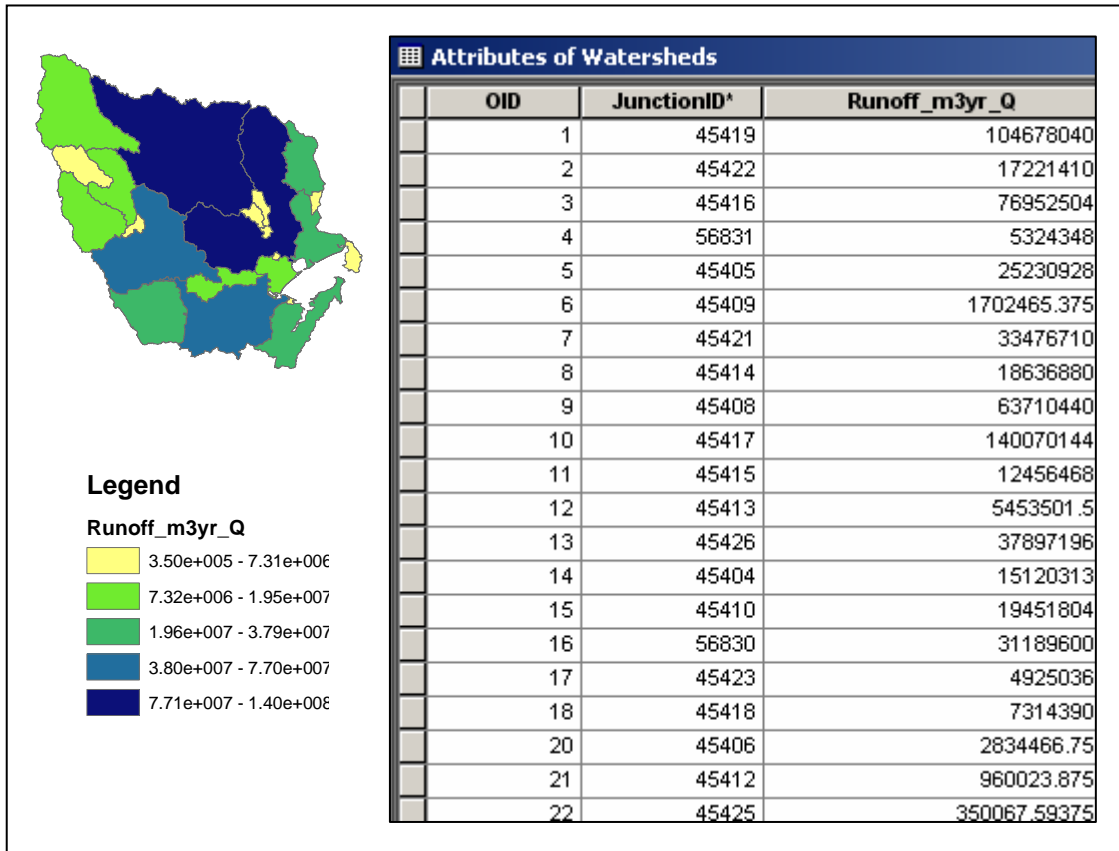 Attributes of Watersheds
OID JunctionID* Runoff_m3yr_Q
1 45419 104678040
2 45422 17221410
3 45416 76952504
4 56831 5324348
5 45405 25230928
6 45409 1702465.375
7 45421 33476710
8 45414 18636880
9 45408 63710440
10 45417 140070144
11 45415 12456468
12 45413 5453501.5
13 45426 37897196
14 45404 15120313
15 45410 19451804
16 56830 31189600
17 45423 4925036
18 45418 7314390
20 45406 2834466.75
21 45412 960023.875
22 45425 350067.59375
Legend
Runoff_m3yr_Q
3.50e+005 - 7.31e+006
7.32e+006 - 1.95e+007
1.96e+007 - 3.79e+007
3.80e+007 - 7.70e+007
7.71e+007 - 1.40e+008